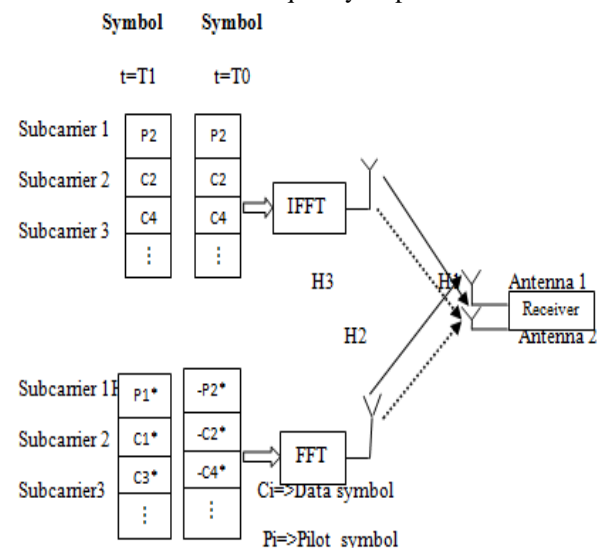 Symbol Symbol
t=T1 t=T0
Subcarrier 1 P2 P2
Subcarrier 2 C2 C2
Subcarrier 3 C4 C4
⋮ ⋮
IFFT
H3 H1 Antenna 1
Receiver
H2 Antenna 2
Subcarrier 1 P1* -P2*
Subcarrier 2 C1* -C2*
Subcarrier3 C3* -C4*
⋮ ⋮
FFT
Ci=>Data symbol
Pi=>Pilot symbol